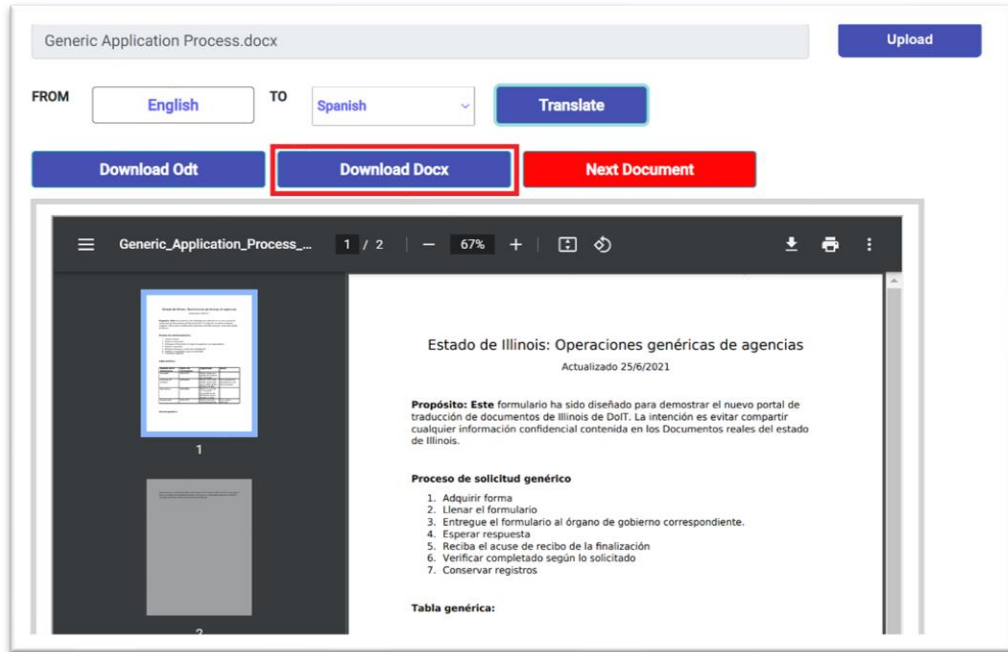 Generic Application Process.docx
Upload
FROM
English
TO
Spanish
Translate
Download Odt
Download Docx
Next Document
Generic_Application_Process_...
1 / 2
67%
Estado de Illinois: Operaciones genéricas de agencias
Actualizado 25/6/2021
Propósito: Este formulario ha sido diseñado para demostrar el nuevo portal de
traducción de documentos de Illinois de DoIT. La intención es evitar compartir
cualquier información confidencial contenida en los Documentos reales del estado
de Illinois.
Proceso de solicitud genérico
1. Adquirir forma
2. Llenar el formulario
3. Entregue el formulario al órgano de gobierno correspondiente.
4. Esperar respuesta
5. Reciba el acuse de recibo de la finalización
6. Verificar completado según lo solicitado
7. Conservar registros
Tabla genérica:
1
2